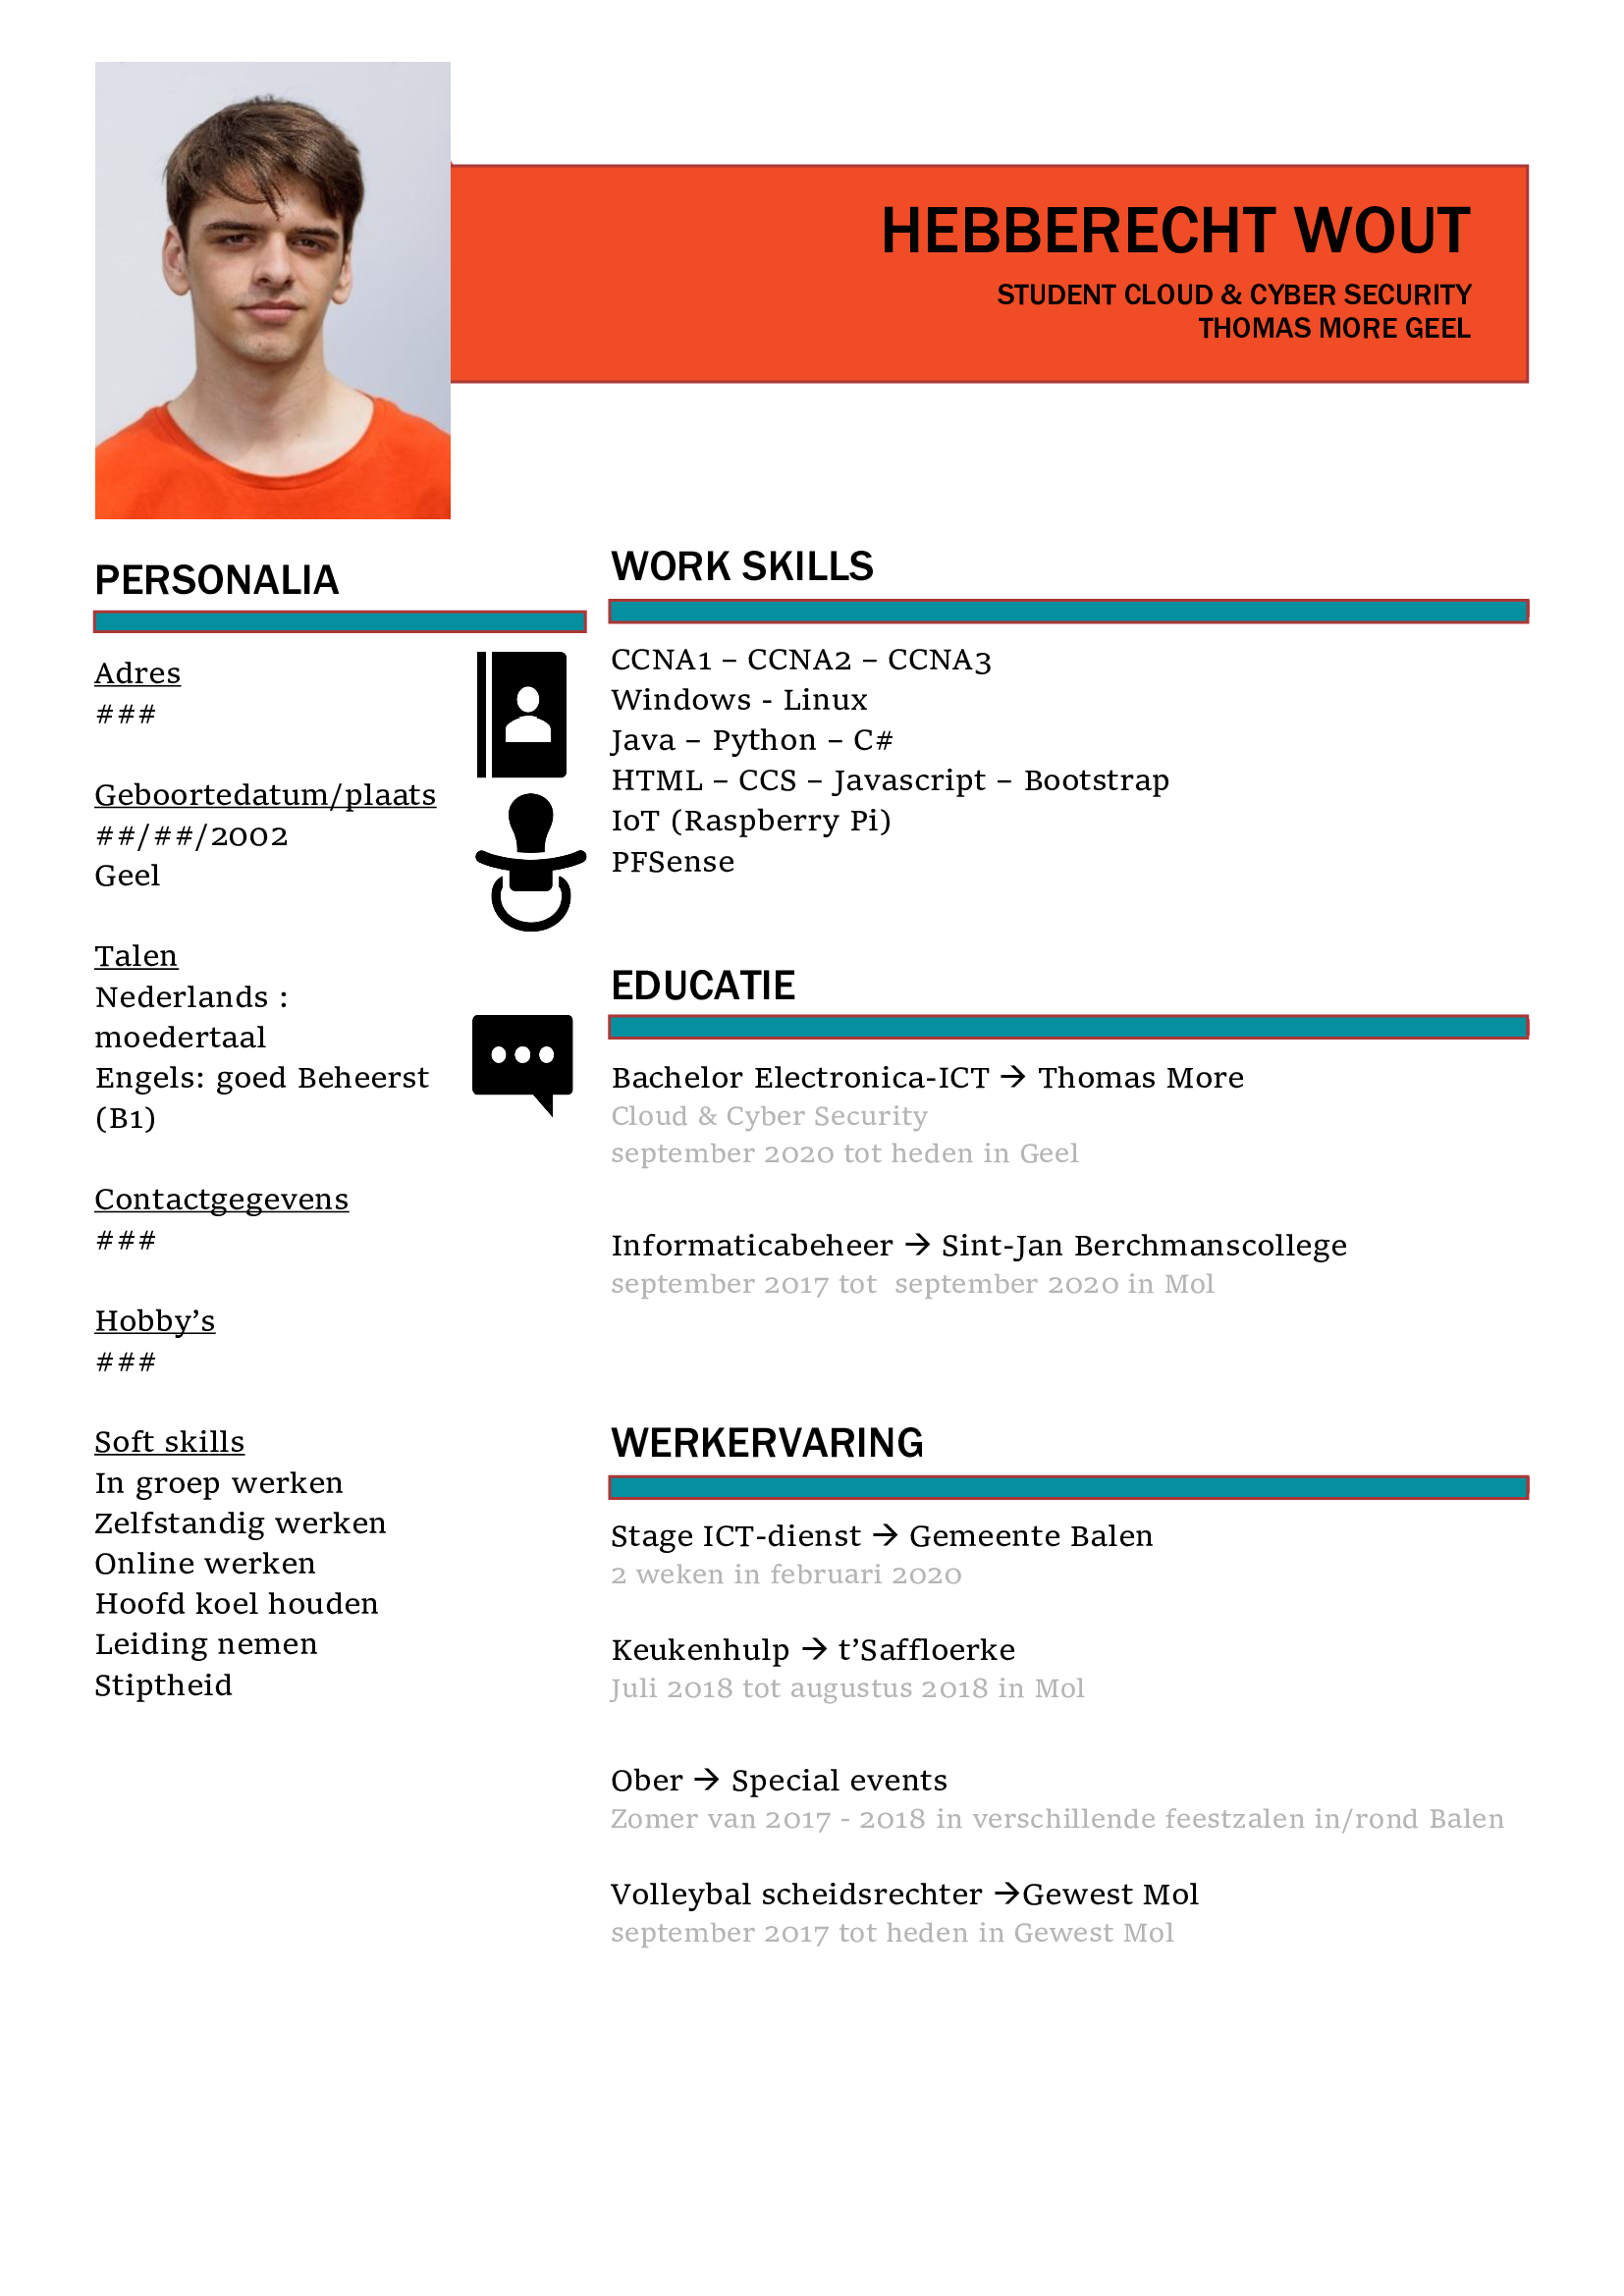 HEBBERECHT WOUT
STUDENT CLOUD & CYBER SECURITY
THOMAS MORE GEEL
PERSONALIA
Adres
###
Geboortedatum/plaats
##/##/2002
Geel
Talen
Nederlands :
moedertaal
Engels: goed Beheerst
(B1)
Contactgegevens
###
Hobby’s
###
Soft skills
In groep werken
Zelfstandig werken
Online werken
Hoofd koel houden
Leiding nemen
Stiptheid
WORK SKILLS
CCNA1 – CCNA2 – CCNA3
Windows - Linux
Java – Python – C#
HTML – CCS – Javascript – Bootstrap
IoT (Raspberry Pi)
PFSense
EDUCATIE
Bachelor Electronica-ICT → Thomas More
Cloud & Cyber Security
september 2020 tot heden in Geel
Informaticabeheer → Sint-Jan Berchmanscollege
september 2017 tot  september 2020 in Mol
WERKERVARING
Stage ICT-dienst → Gemeente Balen
2 weken in februari 2020
Keukenhulp → t’Saffloerke
Juli 2018 tot augustus 2018 in Mol
Ober → Special events
Zomer van 2017 - 2018 in verschillende feestzalen in/rond Balen
Volleybal scheidsrechter →Gewest Mol
september 2017 tot heden in Gewest Mol